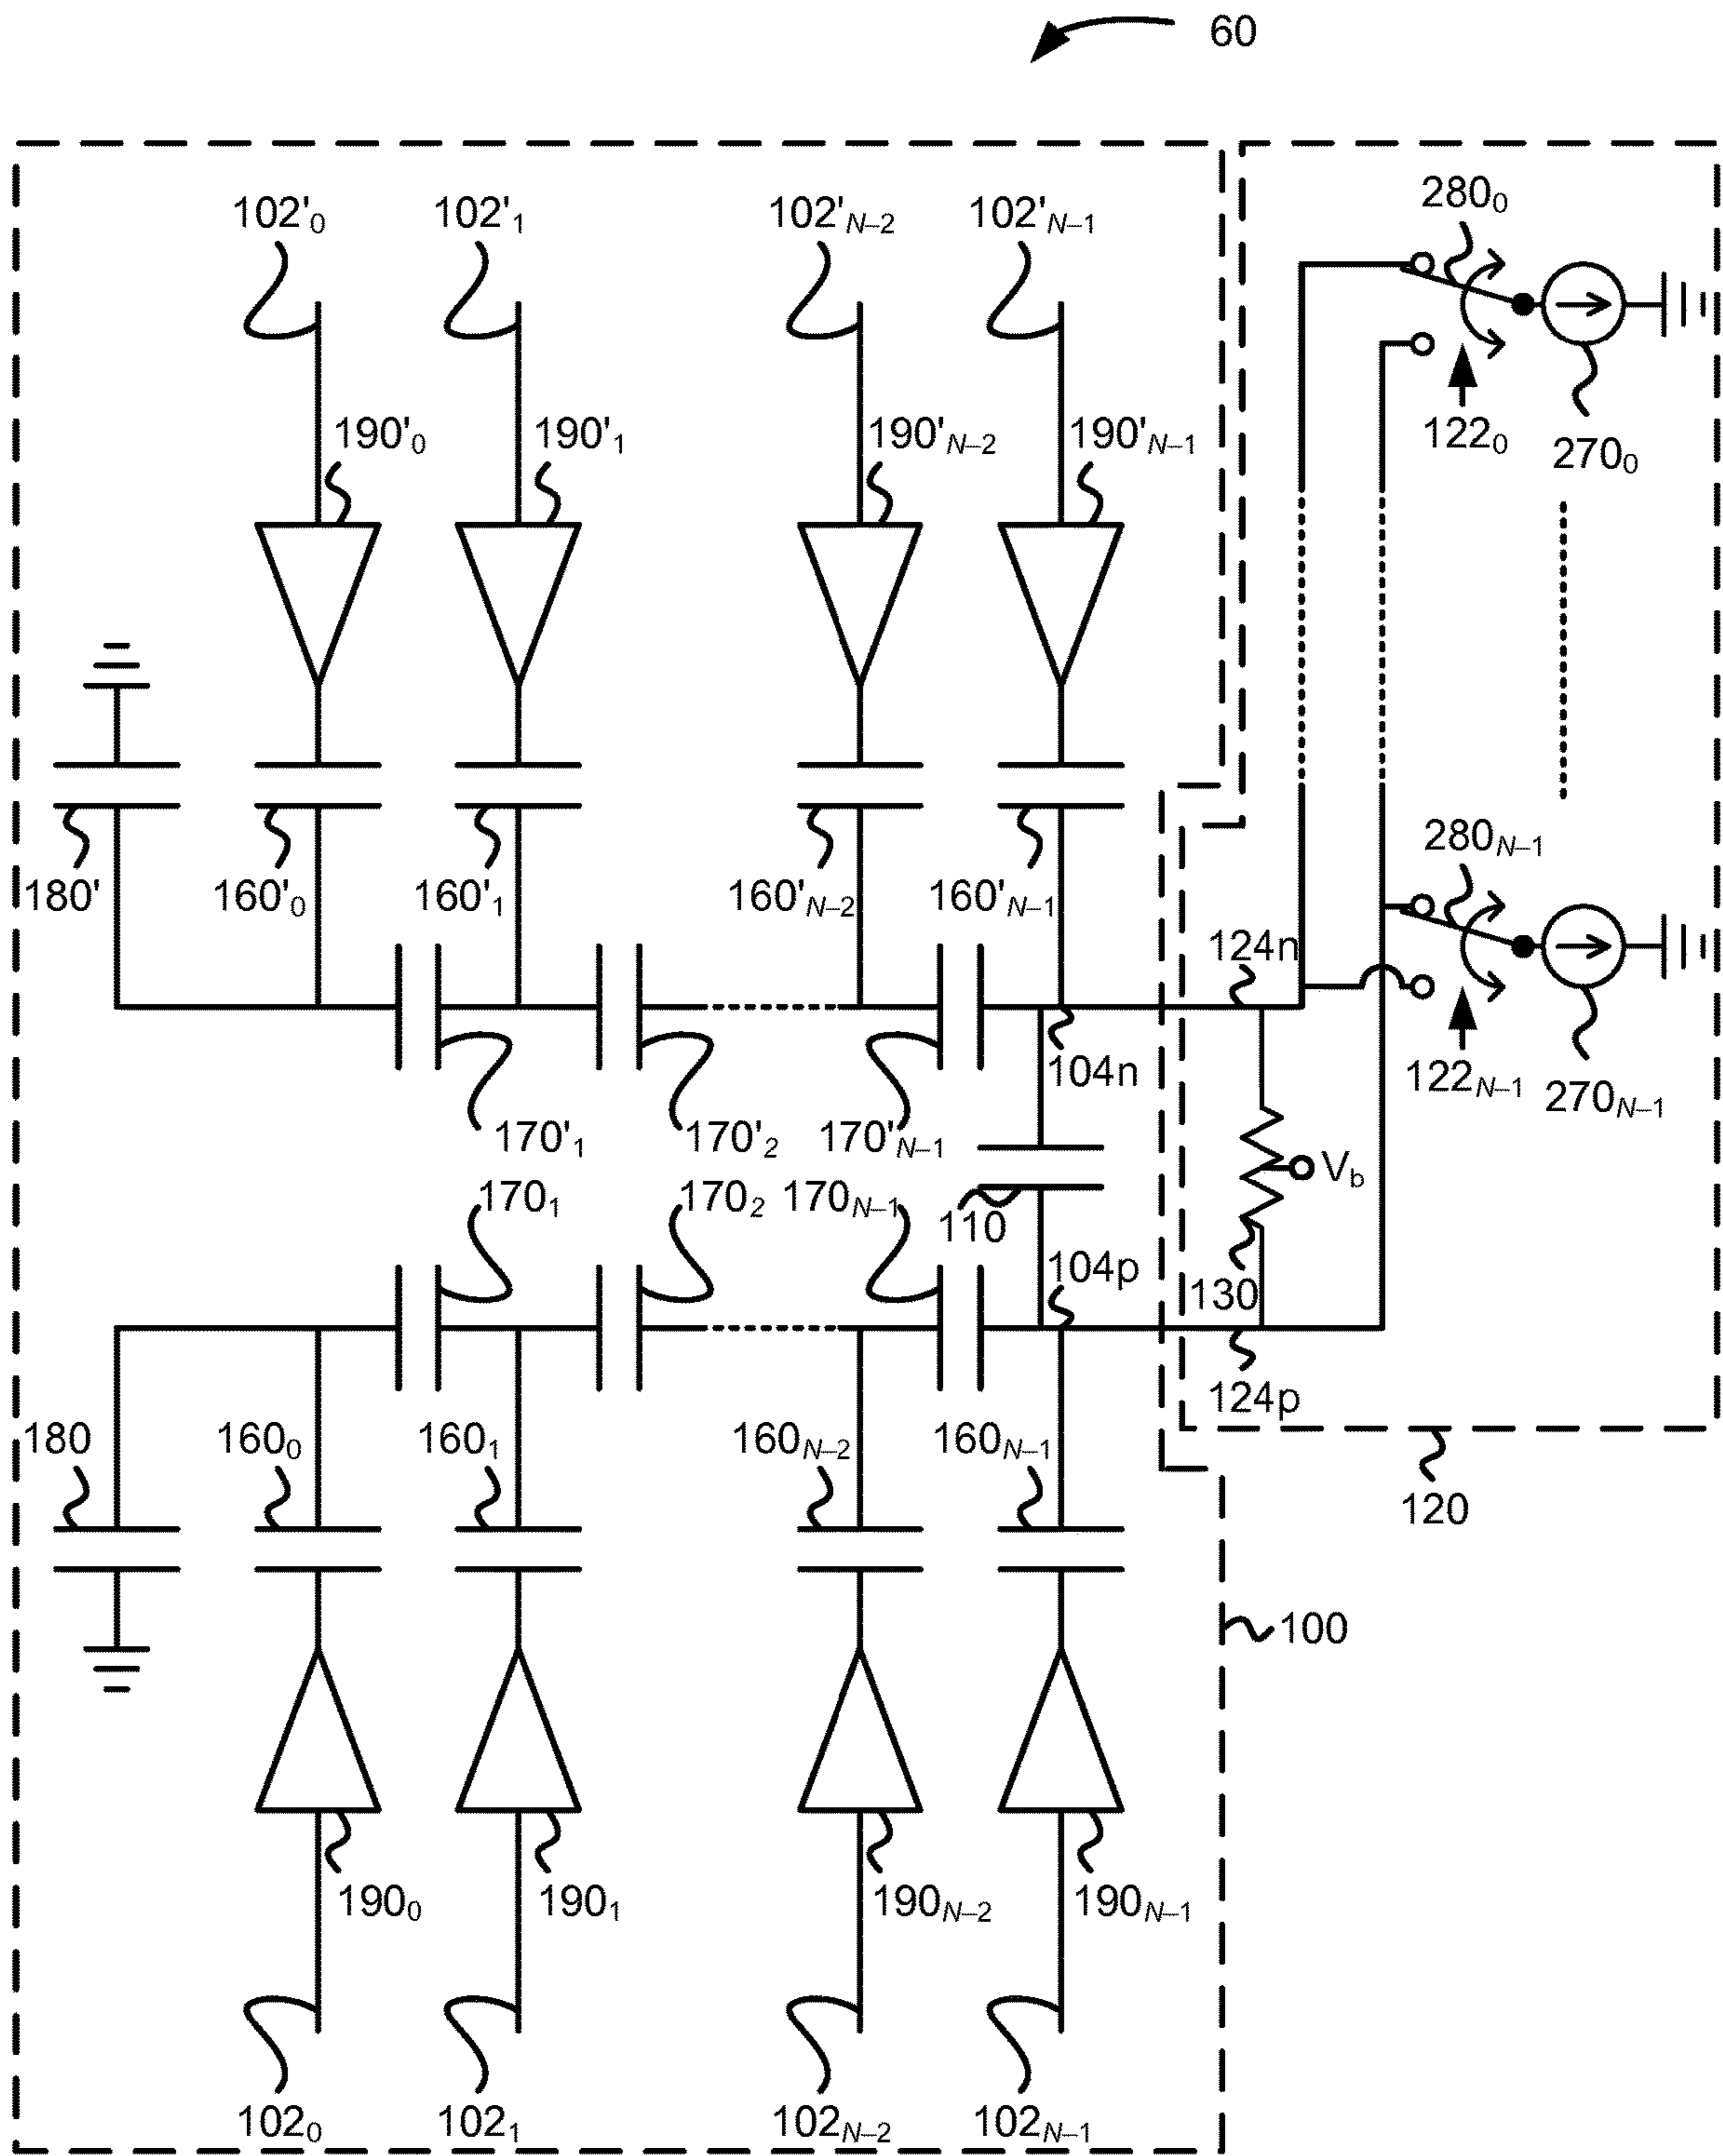 60
280₀
102'₀ 102'₁ 102'N–2 102'N–1
190'₀ 190'₁ 190'N–2 190'N–1
122₀ 270₀
280N–1
180' 160'₀ 160'₁ 160'N–2 160'N–1
124n
104n
122N–1 270N–1
170'₁ 170'₂ 170'N–1
Vb
170₁ 170₂ 170N–1
110
104p
130
124p
180 160₀ 160₁ 160N–2 160N–1
120
100
190₀ 190₁ 190N–2 190N–1
102₀ 102₁ 102N–2 102N–1